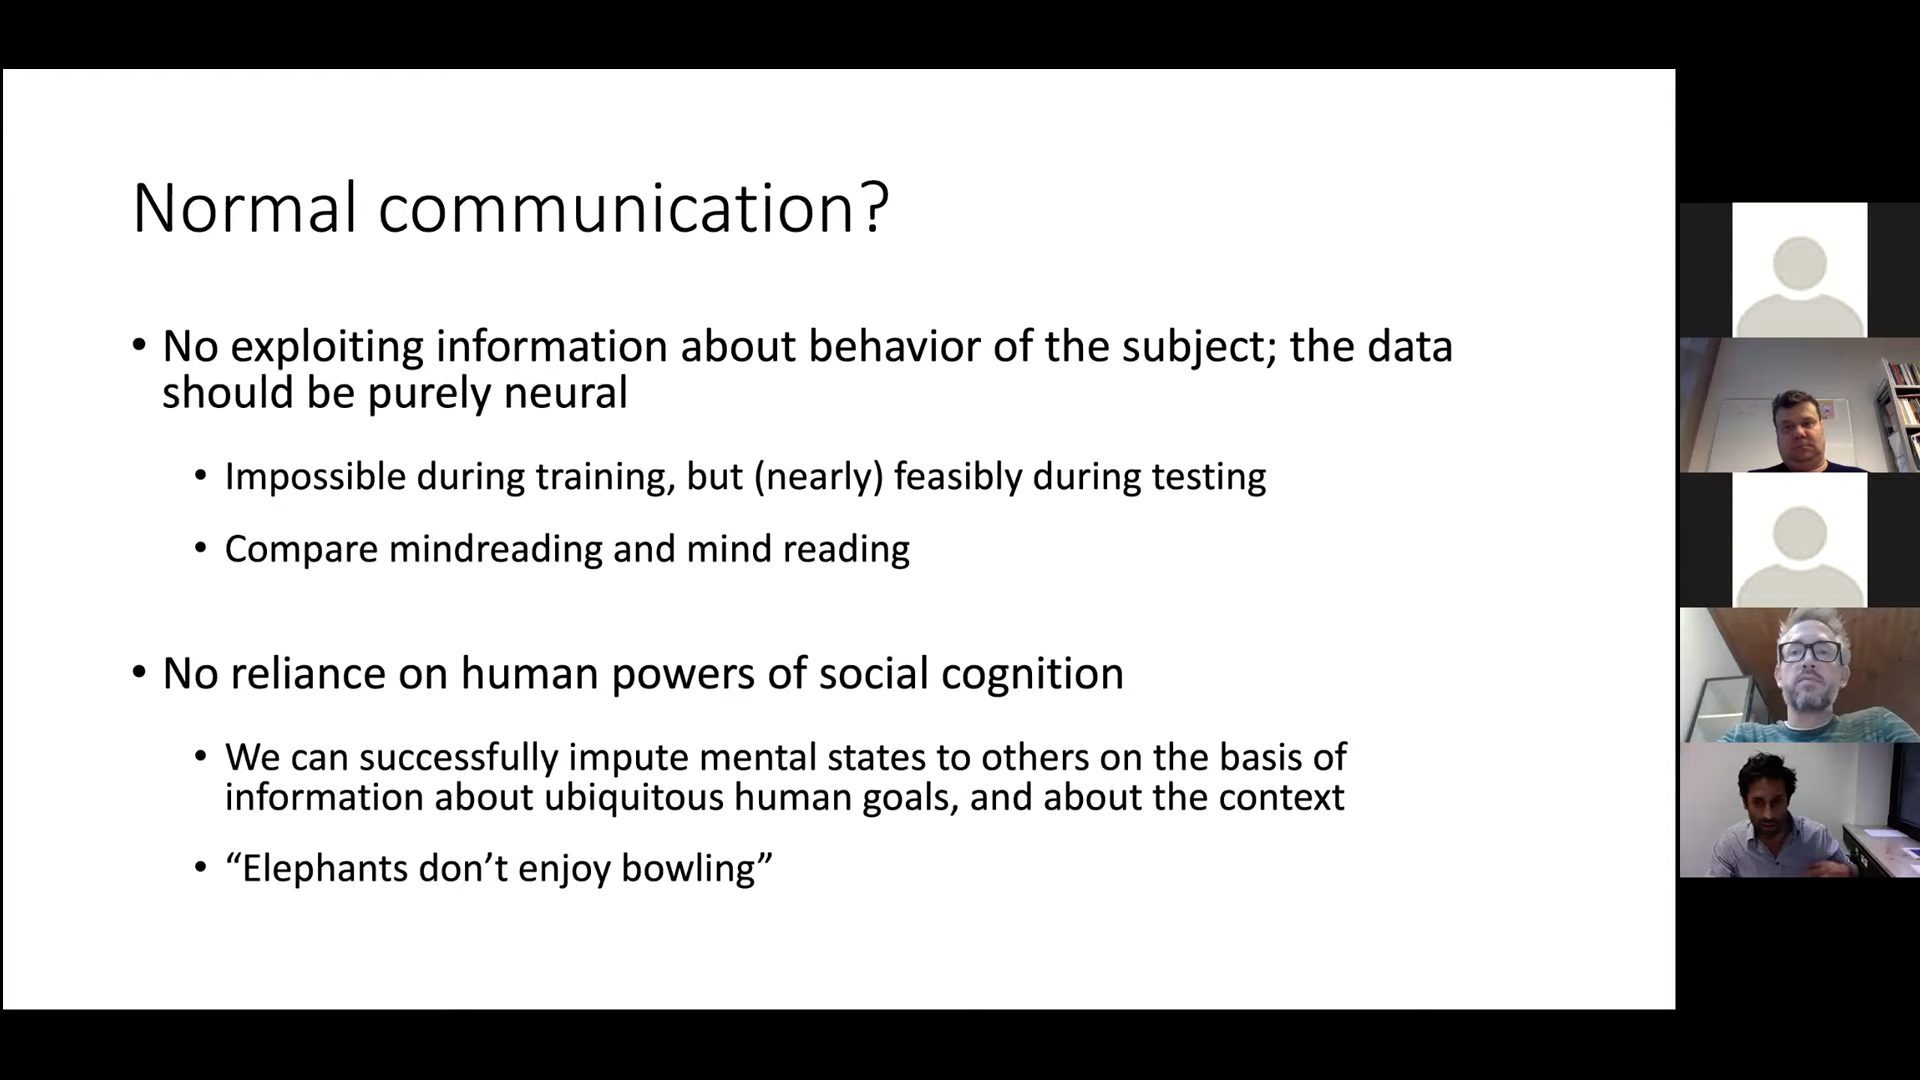 Normal communication?
• No exploiting information about behavior of the subject; the data
should be purely neural
• Impossible during training, but (nearly) feasibly during testing
• Compare mindreading and mind reading
• No reliance on human powers of social cognition
• We can successfully impute mental states to others on the basis of
information about ubiquitous human goals, and about the context
• “Elephants don’t enjoy bowling”